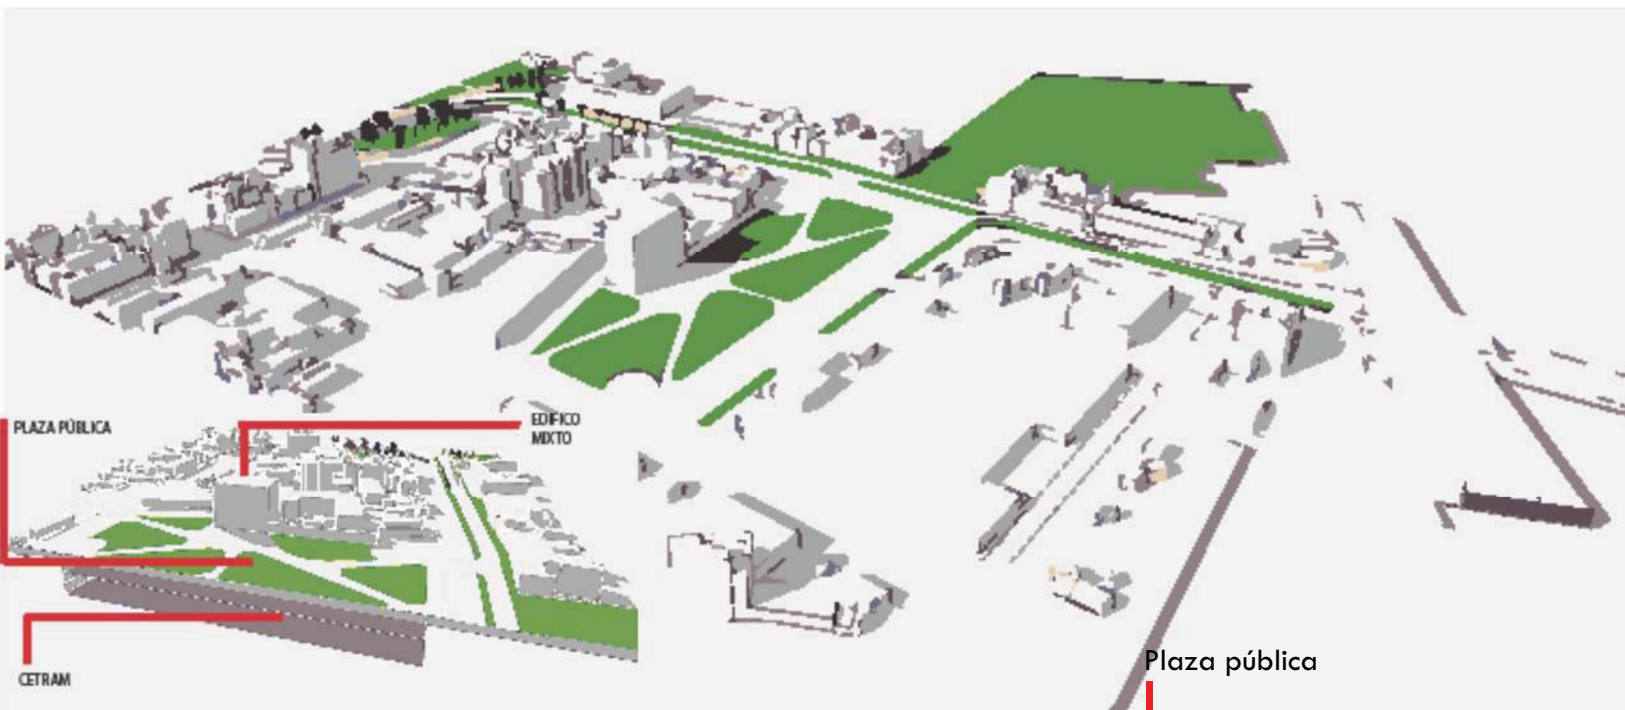 PLAZA PÚBLICA
EDIFICO
MIXTO
CETRAM
Plaza pública